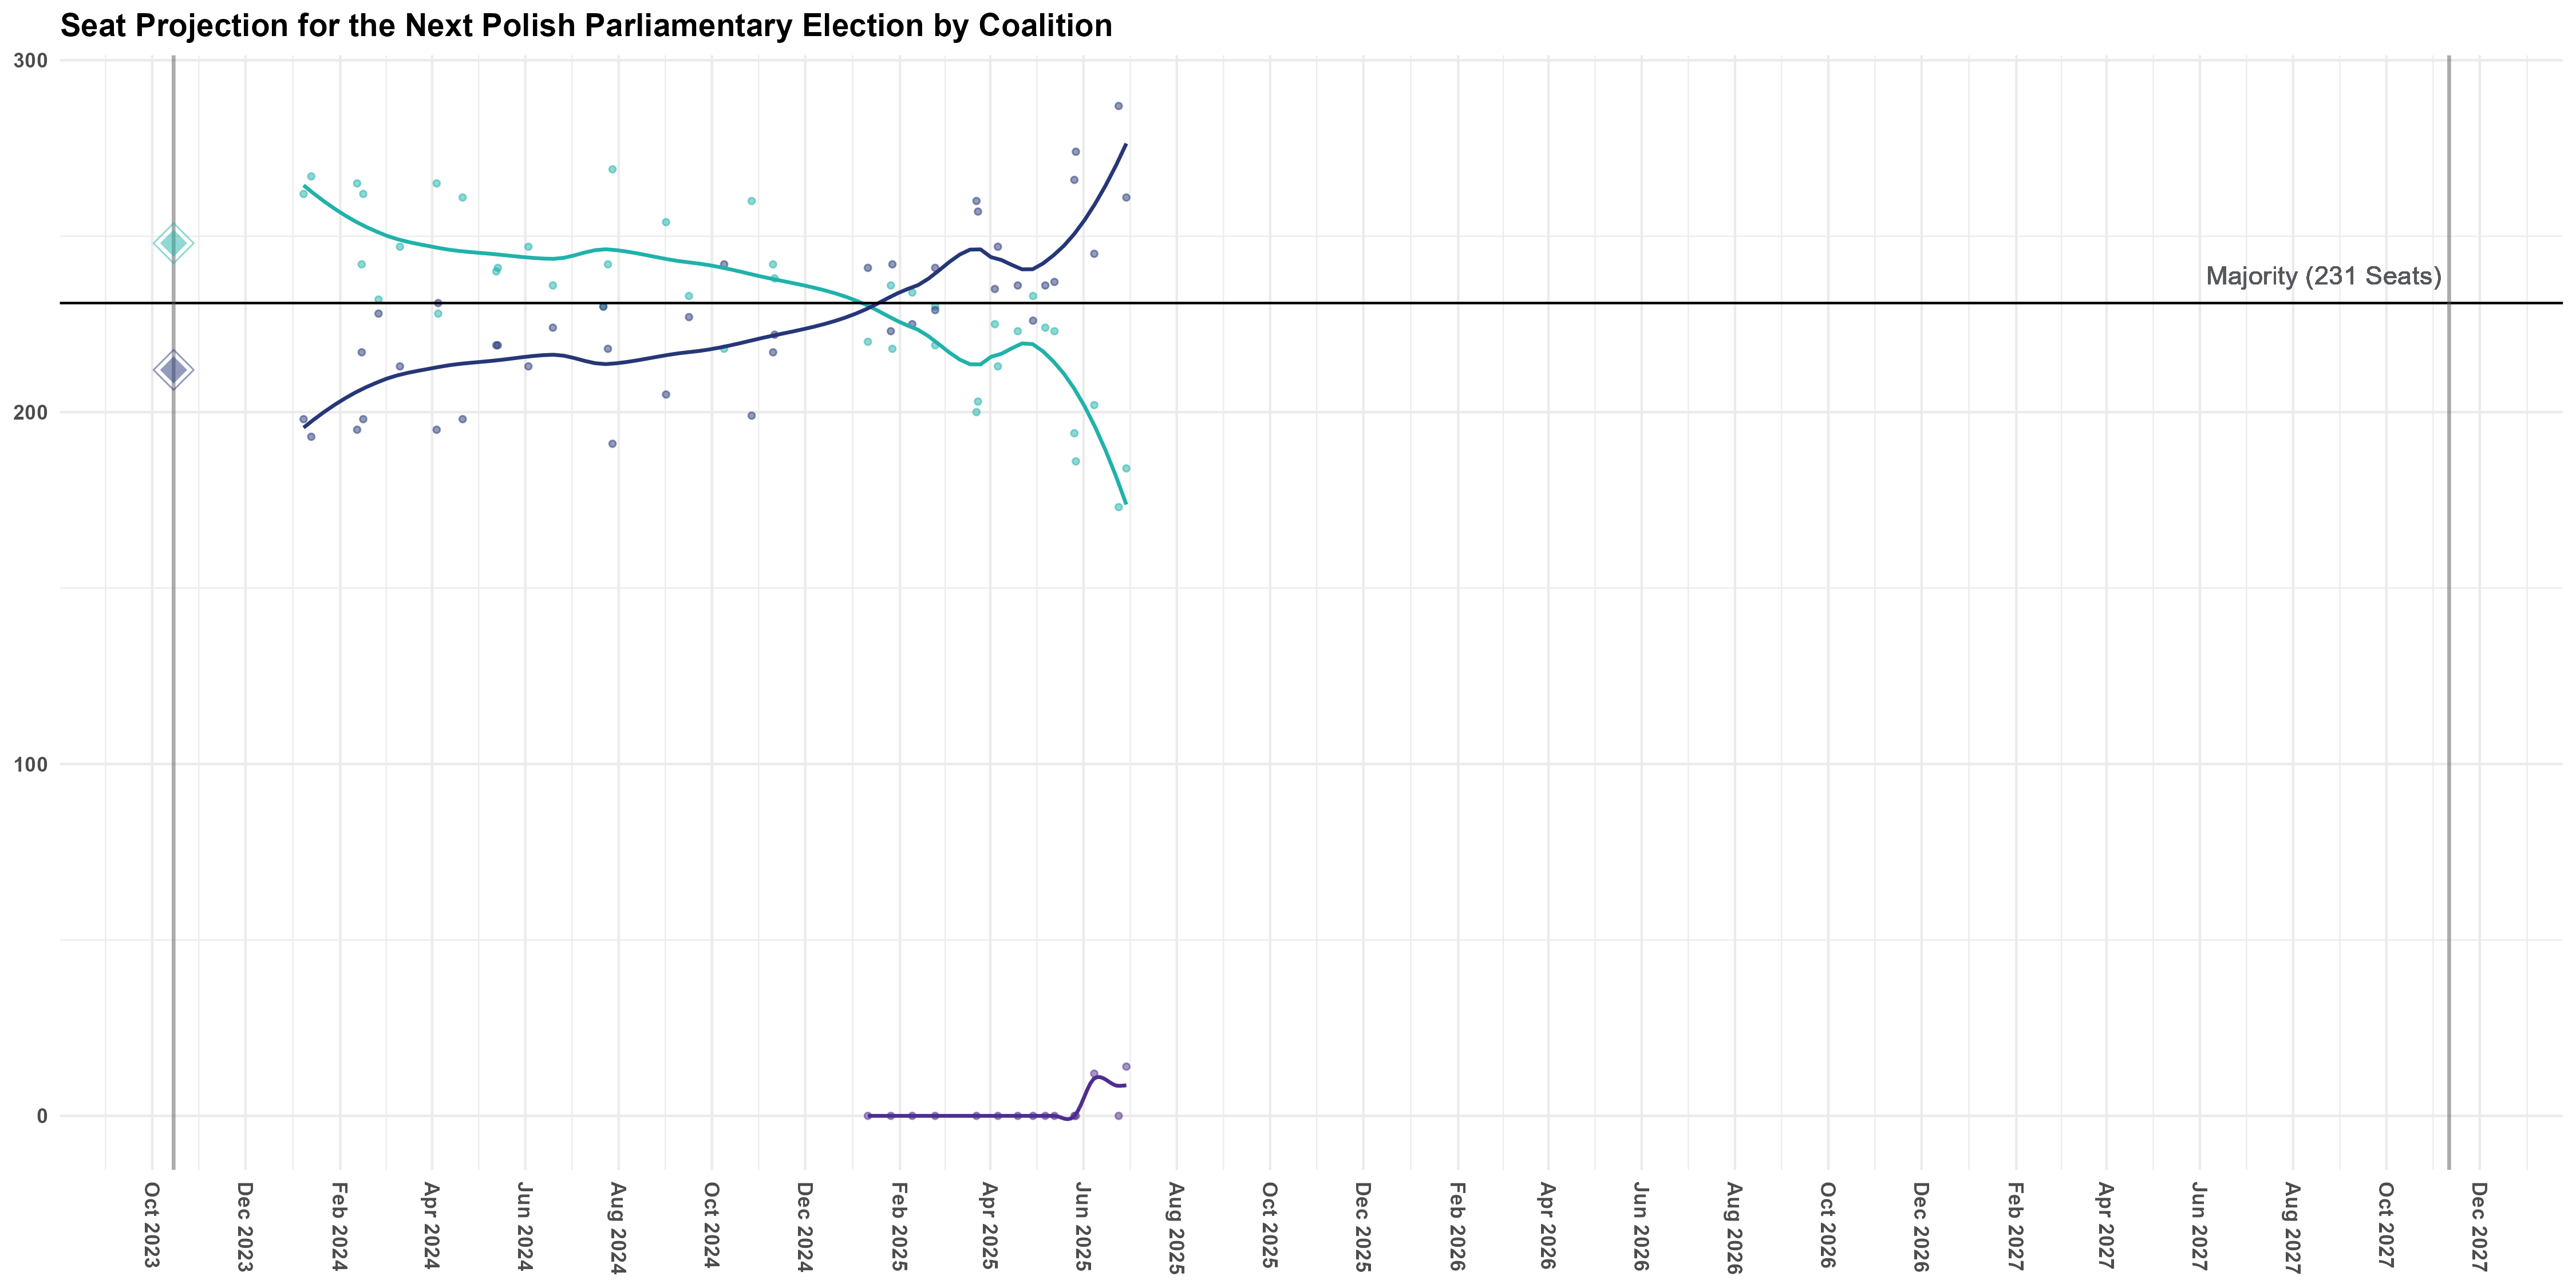 Seat Projection for the Next Polish Parliamentary Election by Coalition
300
Majority (231 Seats)
200
100
0
Oct 2023
Dec 2023
Feb 2024
Apr 2024
Jun 2024
Aug 2024
Oct 2024
Dec 2024
Feb 2025
Apr 2025
Jun 2025
Aug 2025
Oct 2025
Dec 2025
Feb 2026
Apr 2026
Jun 2026
Aug 2026
Oct 2026
Dec 2026
Feb 2027
Apr 2027
Jun 2027
Aug 2027
Oct 2027
Dec 2027